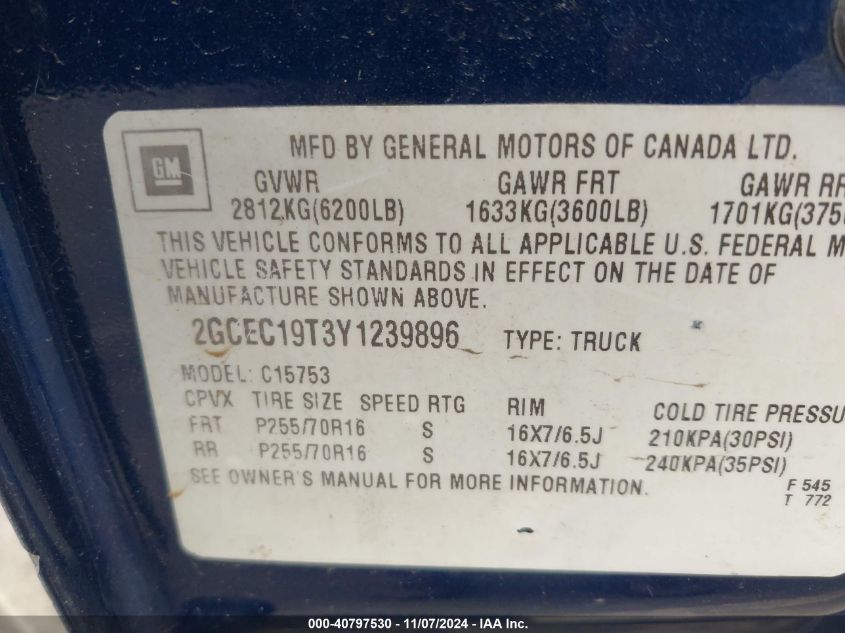 GM
MFD BY GENERAL MOTORS OF CANADA LTD.
GVWR GAWR FRT GAWR RR
2812KG(6200LB) 1633KG(3600LB) 1701KG(375
THIS VEHICLE CONFORMS TO ALL APPLICABLE U.S. FEDERAL M
VEHICLE SAFETY STANDARDS IN EFFECT ON THE DATE OF
MANUFACTURE SHOWN ABOVE.
2GCEC19T3Y1239896 TYPE: TRUCK
MODEL: C15753
CPVX TIRE SIZE SPEED RTG RIM COLD TIRE PRESSU
FRT P255/70R16 S 16X7/6.5J 210KPA(30PSI)
RR P255/70R16 S 16X7/6.5J 240KPA(35PSI)
SEE OWNER'S MANUAL FOR MORE INFORMATION.
F 545
T 772
000-40797530 - 11/07/2024 - IAA Inc.